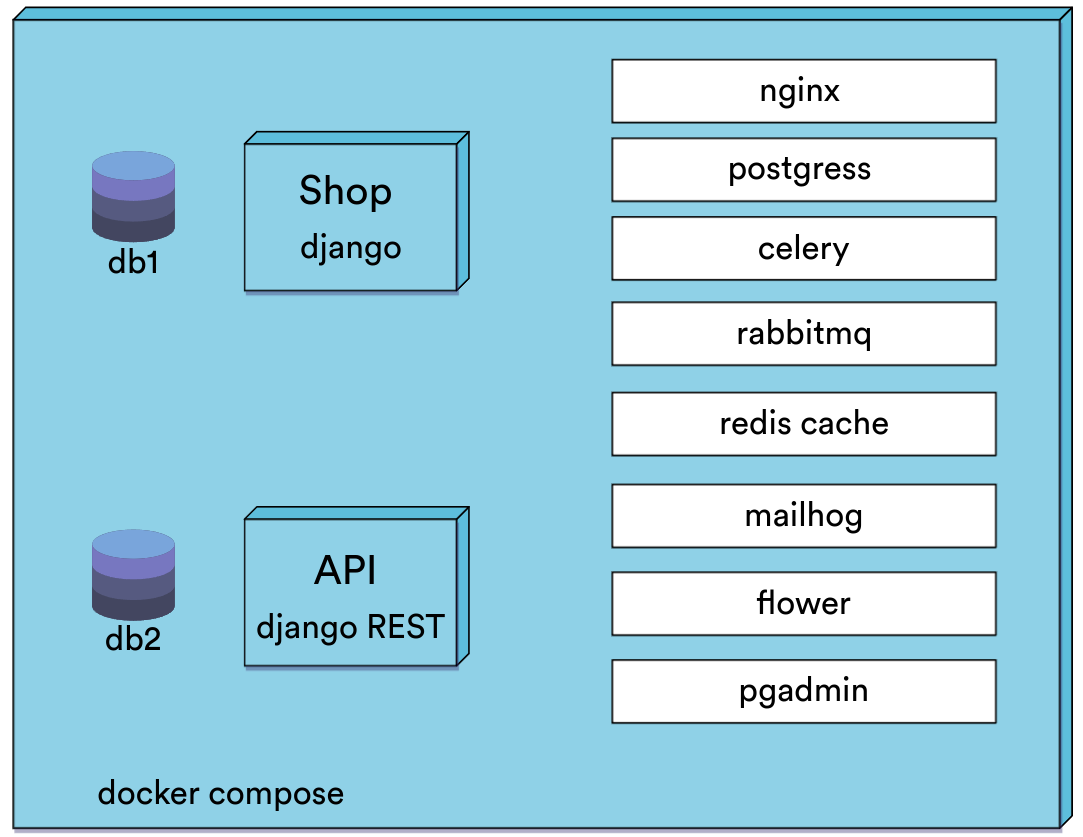 db1
Shop
django
db2
API
django REST
nginx
postgress
celery
rabbitmq
redis cache
mailhog
flower
pgadmin
docker compose